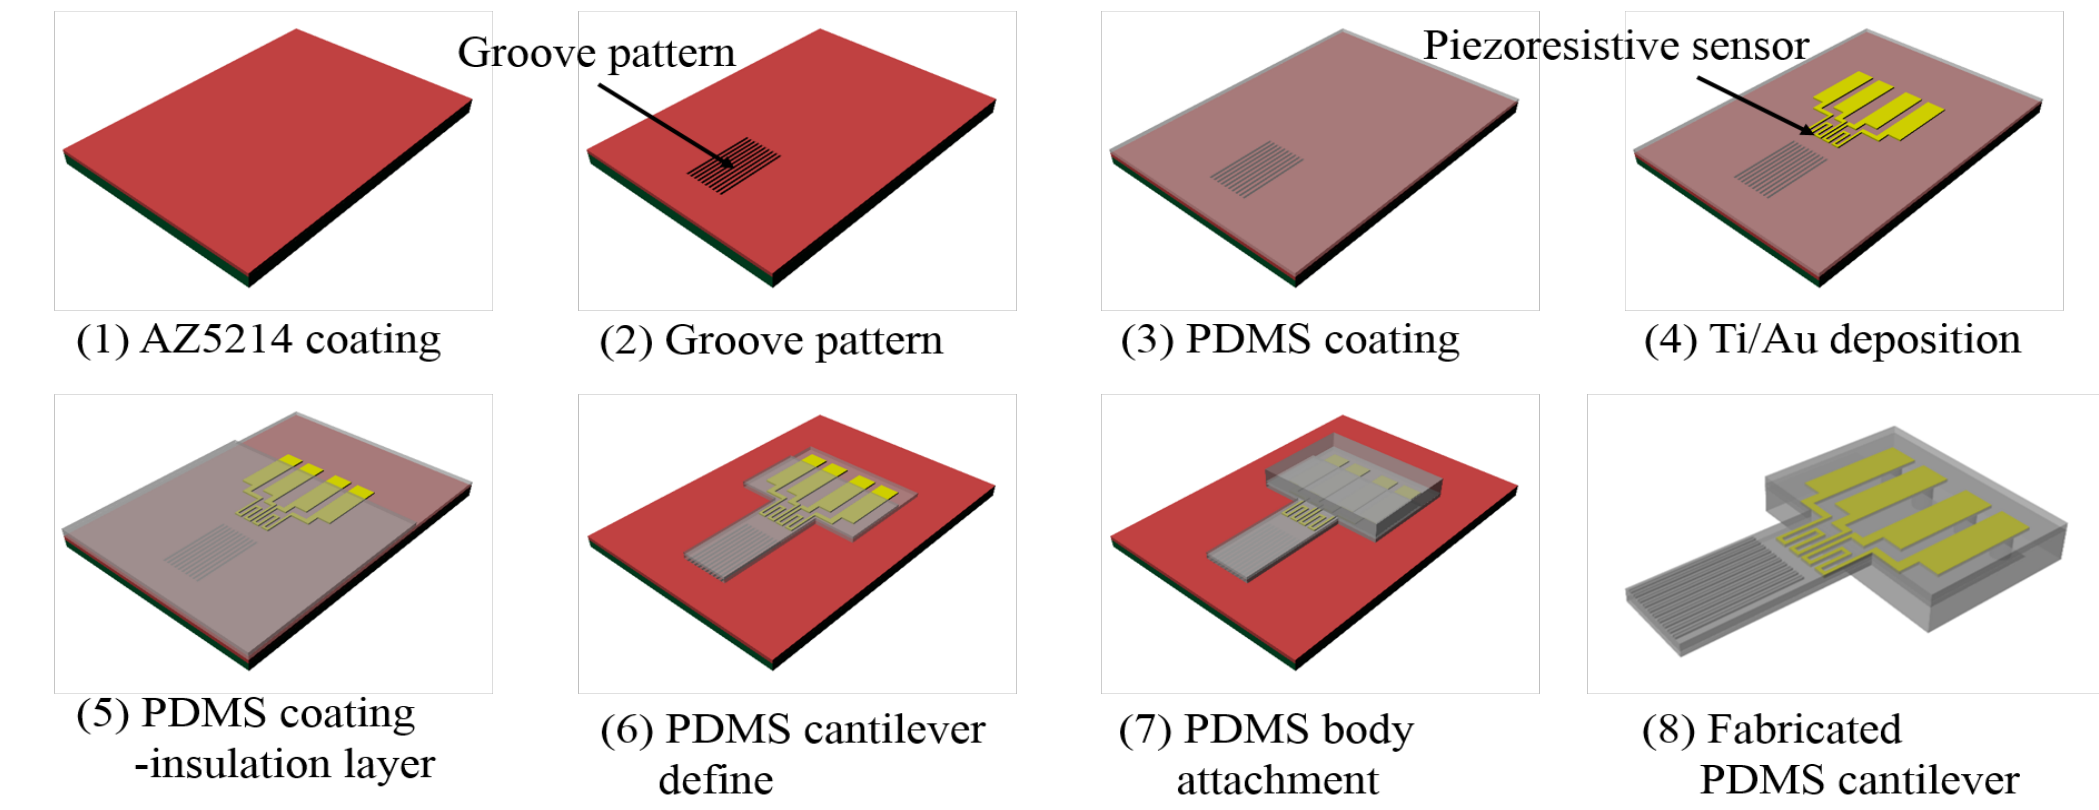 Groove pattern
Piezoresistive sensor
(1) AZ5214 coating
(2) Groove pattern
(3) PDMS coating
(4) Ti/Au deposition
(5) PDMS coating
-insulation layer
(6) PDMS cantilever
define
(7) PDMS body
attachment
(8) Fabricated
PDMS cantilever